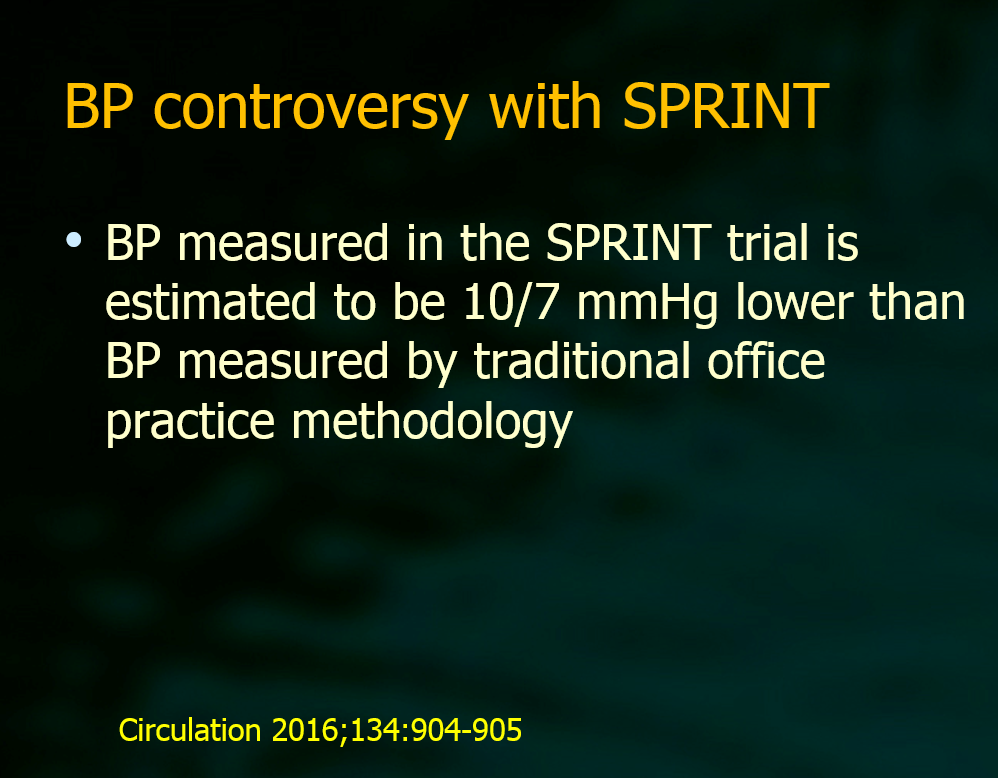 BP controversy with SPRINT
• BP measured in the SPRINT trial is
estimated to be 10/7 mmHg lower than
BP measured by traditional office
practice methodology
Circulation 2016;134:904-905